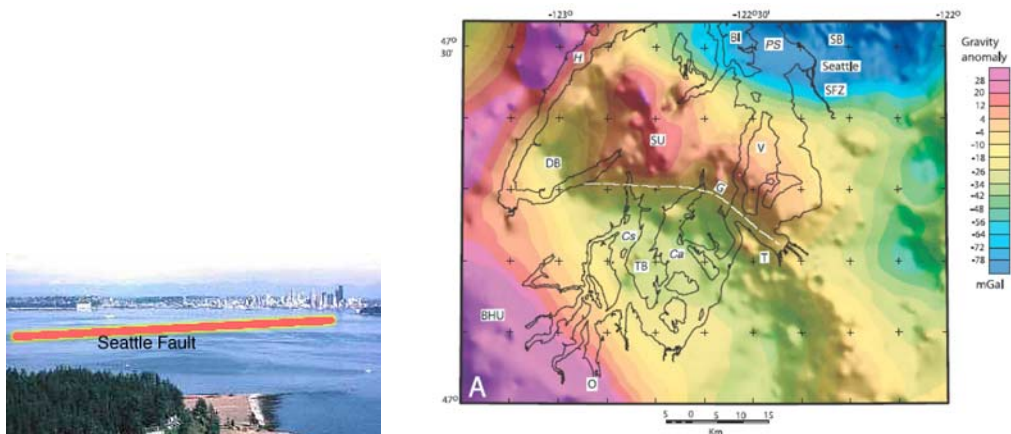 Seattle Fault
-123°
-122°30'
-122°
47°
30'
BI
PS
SB
H
Seattle
SFZ
SU
V
DB
G
Cs
TB
Ca
T
BHU
A
O
47°
5 0 5 10 15
Km
Gravity
anomaly
28
20
12
4
-4
-10
-18
-26
-34
-42
-48
-56
-64
-72
-78
mGal